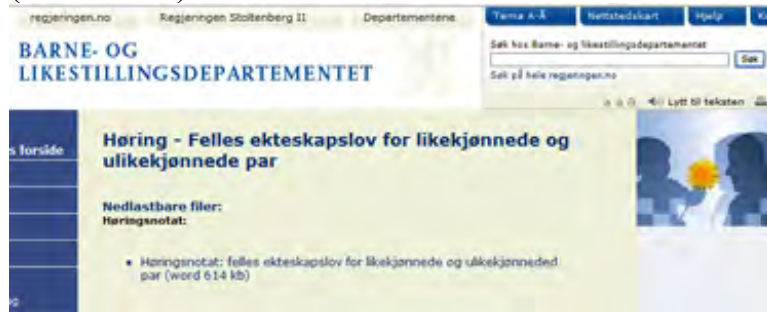 regjeringen.no Regjeringen Stoltenberg II Departementene Tema A-Å Nettstedskart Hjelp
BARNE- OG
LIKESTILLINGSDEPARTEMENTET
Søk hos Barne- og likestillingsdepartementet
Søk
Søk på hele regjeringen.no
a a a Lytt til teksten
s forside
Høring - Felles ekteskapslov for likekjønnede og
ulikekjønnede par
Nedlastbare filer:
Høringsnotat:
Høringsnotat: felles ekteskapslov for likekjønnede og ulikekjønneded
par (word 614 kb)